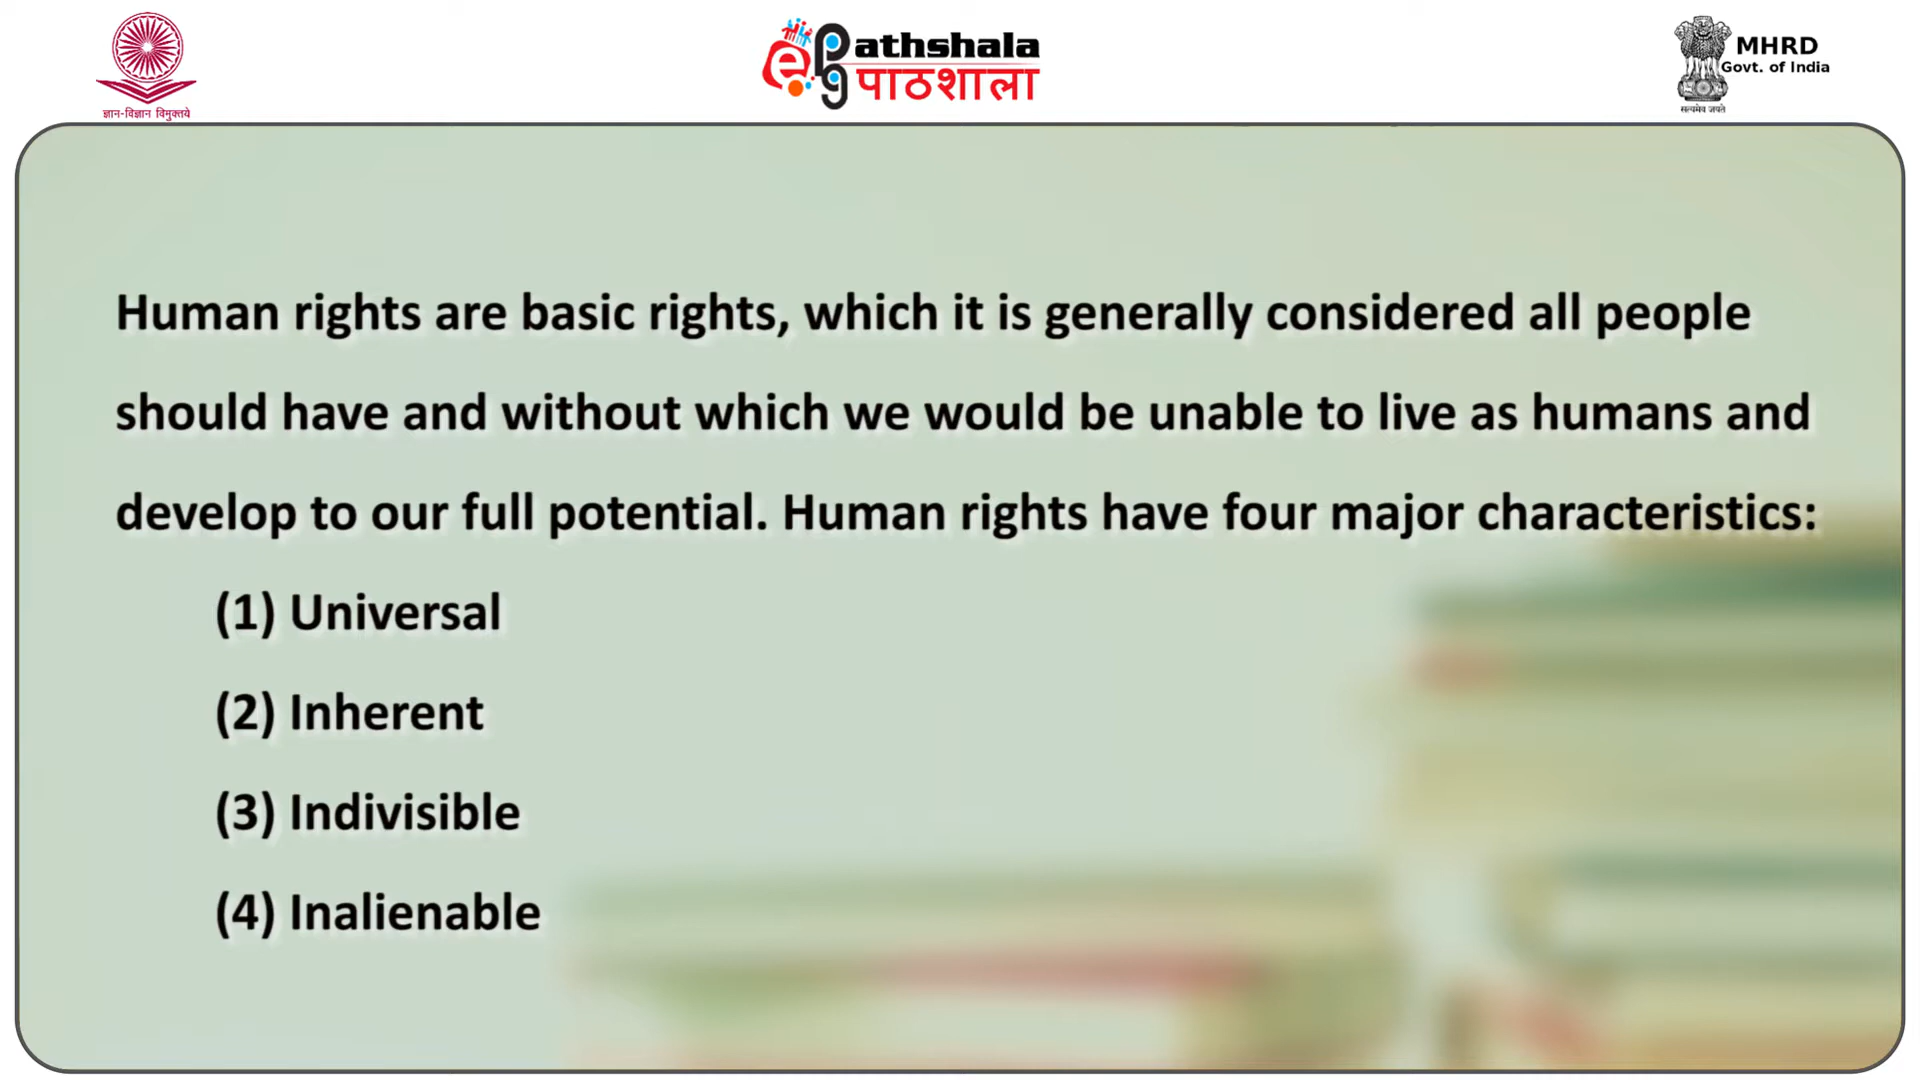 ज्ञान-विज्ञान विमुक्तये
ePG Pathshala
पाठशाला
MHRD
Govt. of India
सत्यमेव जयते
Human rights are basic rights, which it is generally considered all people
should have and without which we would be unable to live as humans and
develop to our full potential. Human rights have four major characteristics:
(1) Universal
(2) Inherent
(3) Indivisible
(4) Inalienable